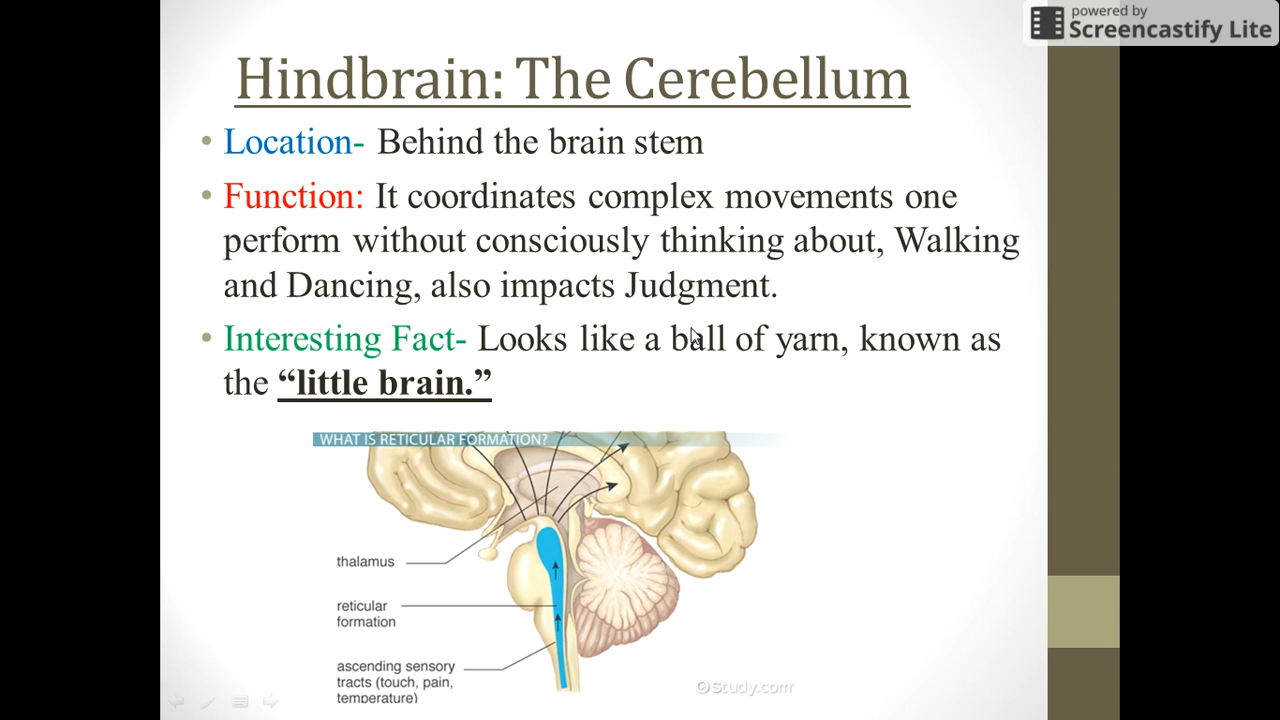 powered by
Screencastify Lite
Hindbrain: The Cerebellum
• Location- Behind the brain stem
• Function: It coordinates complex movements one
perform without consciously thinking about, Walking
and Dancing, also impacts Judgment.
• Interesting Fact- Looks like a ball of yarn, known as
the “little brain.”
WHAT IS RETICULAR FORMATION?
thalamus
reticular
formation
ascending sensory
tracts (touch, pain,
temperature)
Study.com